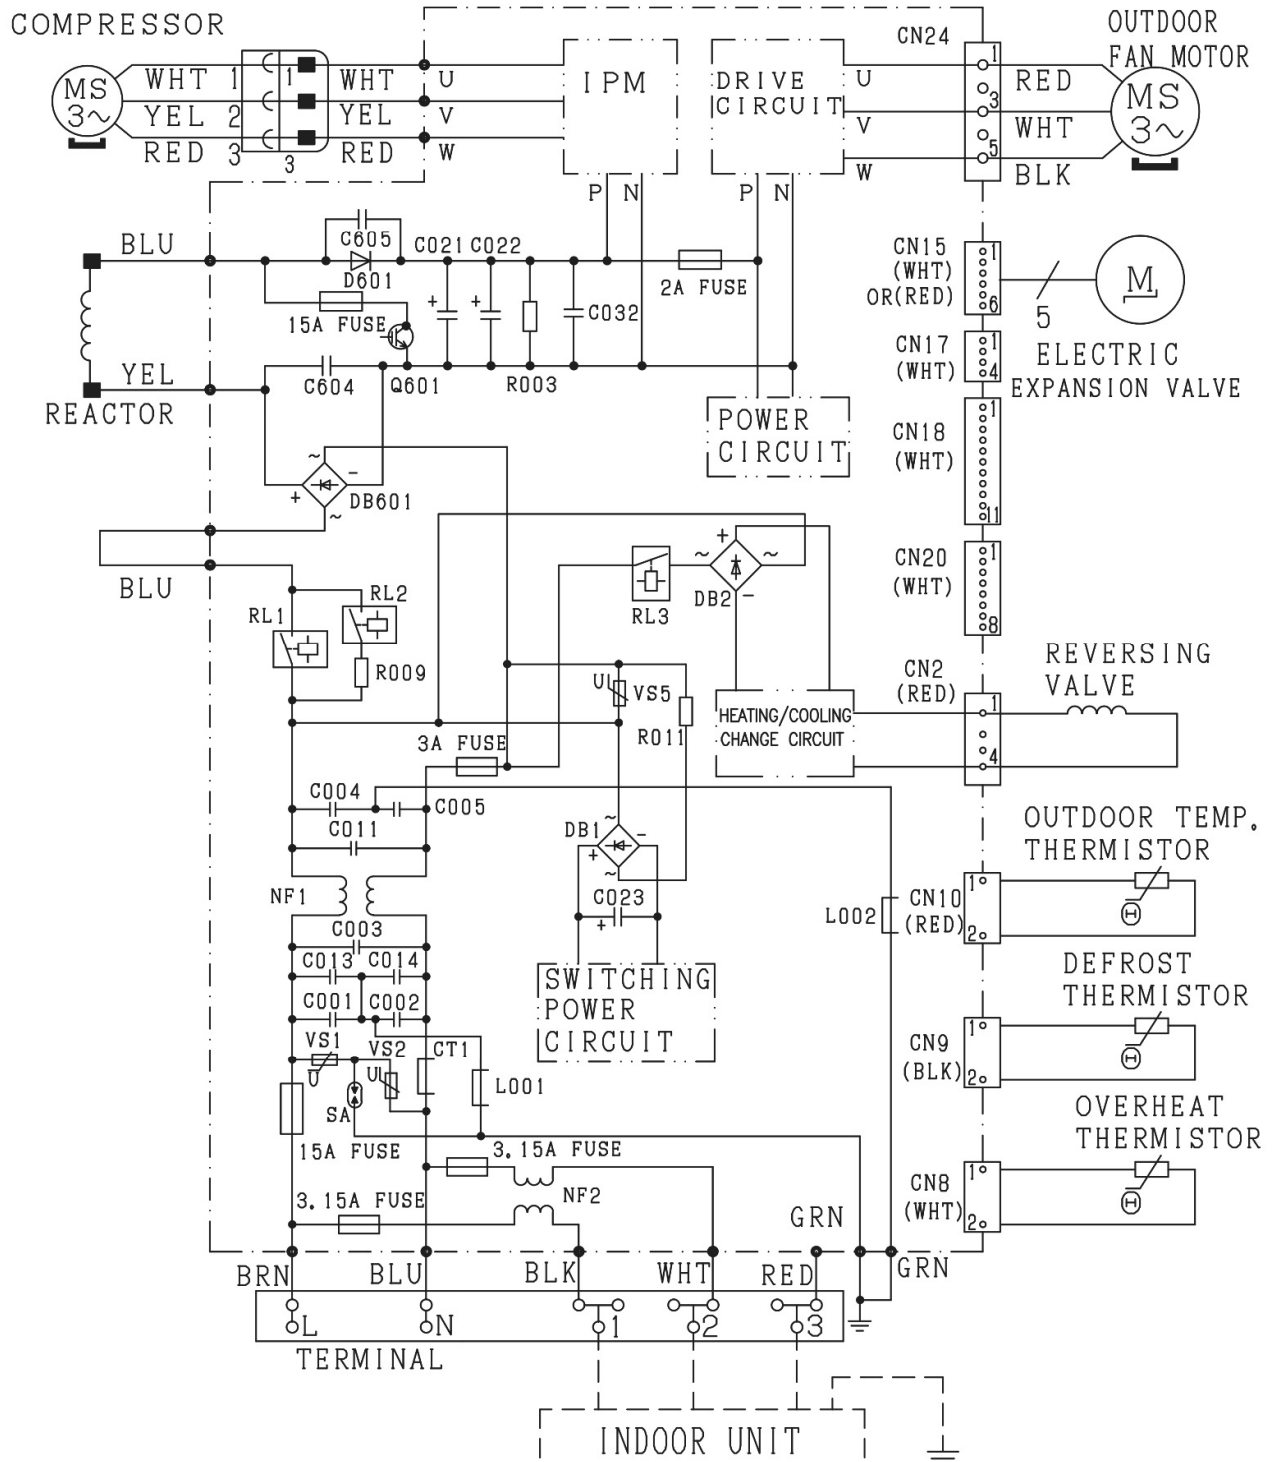 COMPRESSOR
CN24
OUTDOOR
FAN MOTOR
MS
3~
WHT 1 1 WHT U
YEL 2 YEL V
RED 3 RED W
3
IPM
DRIVE
CIRCUIT
U
V
W
1
3
5
RED
WHT
BLK
MS
3~
P N
P N
BLU
C605
D601
C021
C022
15A FUSE
+
+
C032
2A FUSE
YEL
REACTOR
C604
Q601
R003
POWER
CIRCUIT
CN15
(WHT)
OR(RED)
1
6
5
M
ELECTRIC
EXPANSION VALVE
CN17
(WHT)
1
4
CN18
(WHT)
1
11
CN20
(WHT)
1
8
~
+
-
~
DB601
BLU
RL1
RL2
R009
RL3
+
~
~
-
DB2
U
VS5
R011
3A FUSE
HEATING/COOLING
CHANGE CIRCUIT
CN2
(RED)
1
4
REVERSING
VALVE
C004
C005
C011
NF1
DB1
~
-
+
~
C023
+
L002
CN10
(RED)
1
2
OUTDOOR TEMP.
THERMISTOR
Θ
C003
C013
C014
C001
C002
VS1
U
VS2
U
CT1
SA
L001
SWITCHING
POWER
CIRCUIT
CN9
(BLK)
1
2
DEFROST
THERMISTOR
Θ
15A FUSE
3.15A FUSE
3.15A FUSE
NF2
CN8
(WHT)
1
2
OVERHEAT
THERMISTOR
Θ
GRN
GRN
BRN
BLU
BLK
WHT
RED
L
N
1
2
3
TERMINAL
INDOOR UNIT